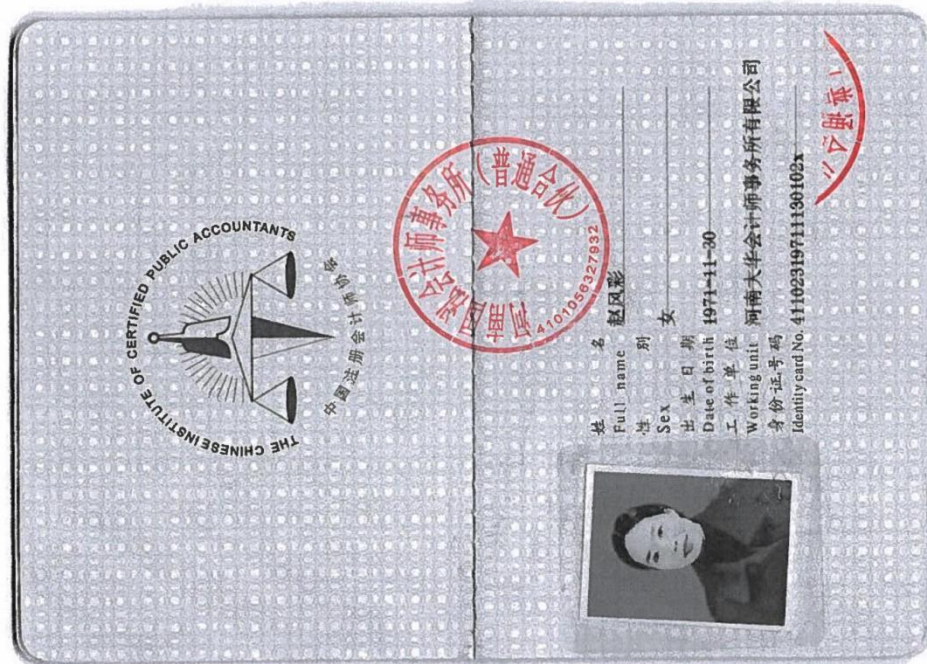 THE CHINESE INSTITUTE OF CERTIFIED PUBLIC ACCOUNTANTS
中國注册会计师协会
会计师事务所（普通合伙）
4101056327932
姓 名 赵风彩
Full name
性 别 女
Sex
出 生 日 期 1971-11-30
Date of birth
工 作 单 位 河南大华会计师事务所有限公司
Working unit
身份证号码 41102319711130102x
Identity card No.